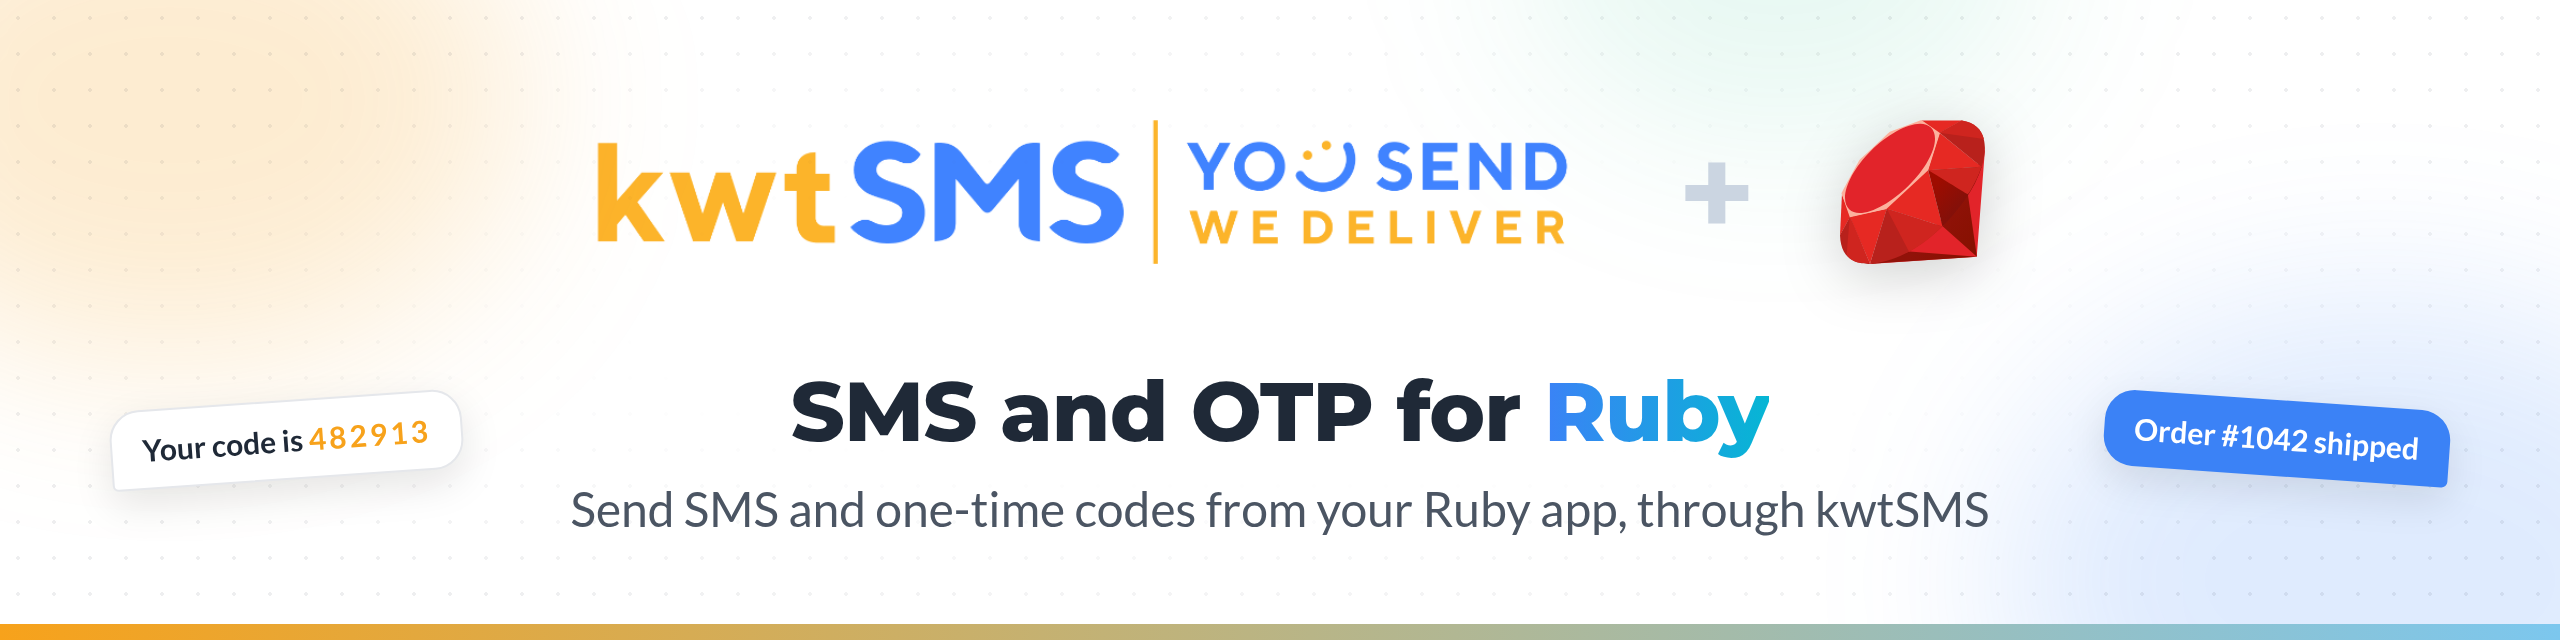 kwtSMS
YOU SEND
WE DELIVER
+
SMS and OTP for Ruby
Your code is 482913
Order #1042 shipped
Send SMS and one-time codes from your Ruby app, through kwtSMS